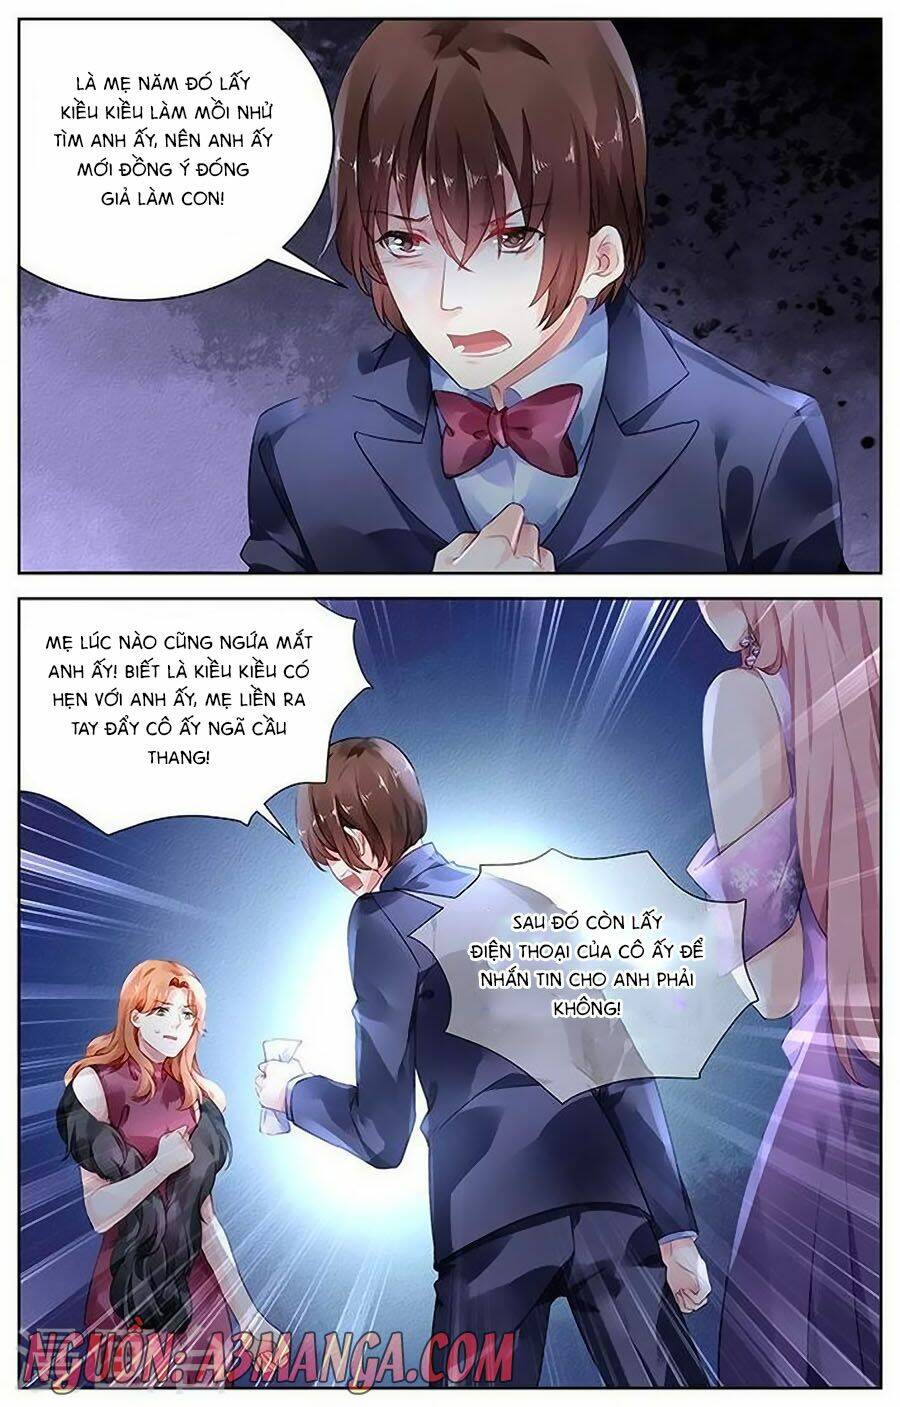 LÀ MẸ NĂM ĐÓ LẤY
KIỀU KIỀU LÀM MỒI NHỬ
TÌM ANH ẤY, NÊN ANH ẤY
MỚI ĐỒNG Ý ĐÓNG
GIẢ LÀM CON!
MẸ LÚC NÀO CŨNG NGỨA MẮT
ANH ẤY! BIẾT LÀ KIỀU KIỀU CÓ
HẸN VỚI ANH ẤY, MẸ LIỀN RA
TAY ĐẨY CÔ ẤY NGÃ CẦU
THANG!
SAU ĐÓ CÒN LẤY
ĐIỆN THOẠI CỦA CÔ ẤY ĐỂ
NHẮN TIN CHO ANH PHẢI
KHÔNG!
NGUỒN: A3MANGA.COM!